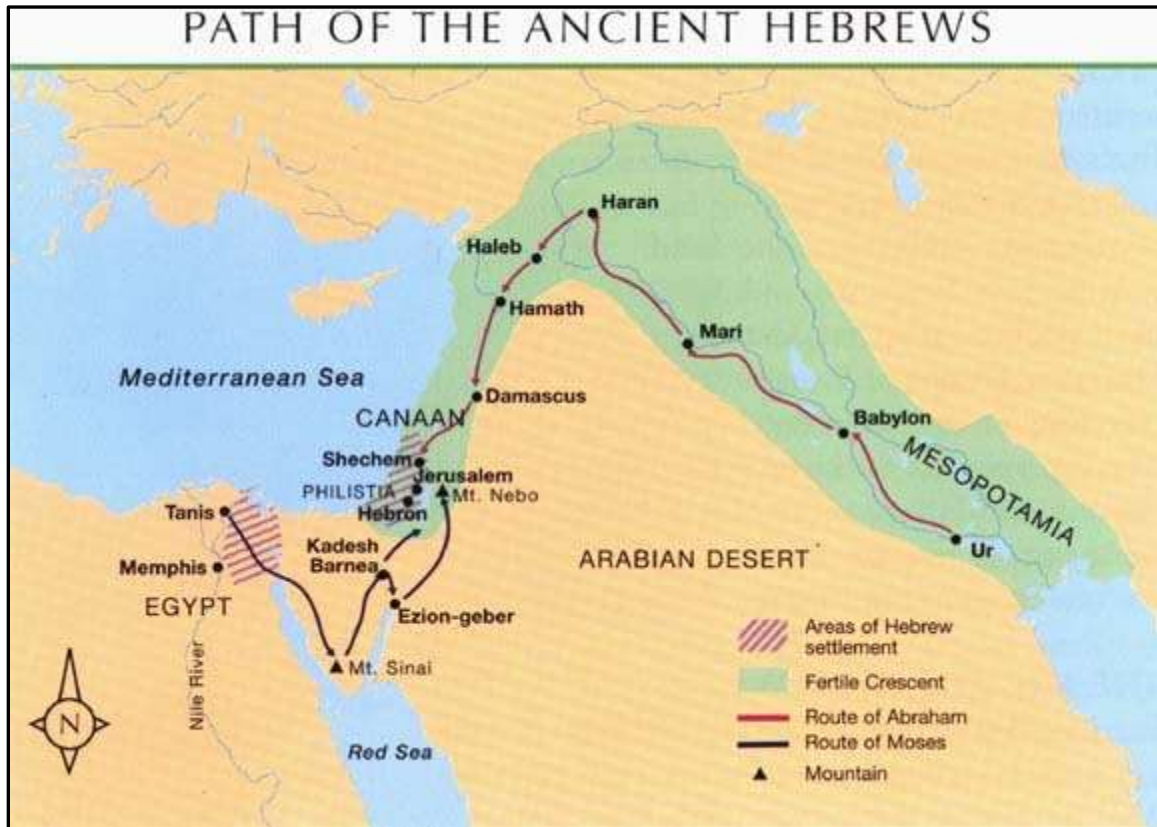 PATH OF THE ANCIENT HEBREWS
Haran
Haleb
Hamath
Mari
Mediterranean Sea
Damascus
CANAAN
Babylon
MESOPOTAMIA
Shechem
Jerusalem
PHILISTIA
Mt. Nebo
Hebron
Tanis
Ur
Kadesh
Barnea
ARABIAN DESERT
Memphis
EGYPT
Ezion-geber
Mt. Sinai
Nile River
Red Sea
N
Areas of Hebrew
settlement
Fertile Crescent
Route of Abraham
Route of Moses
Mountain